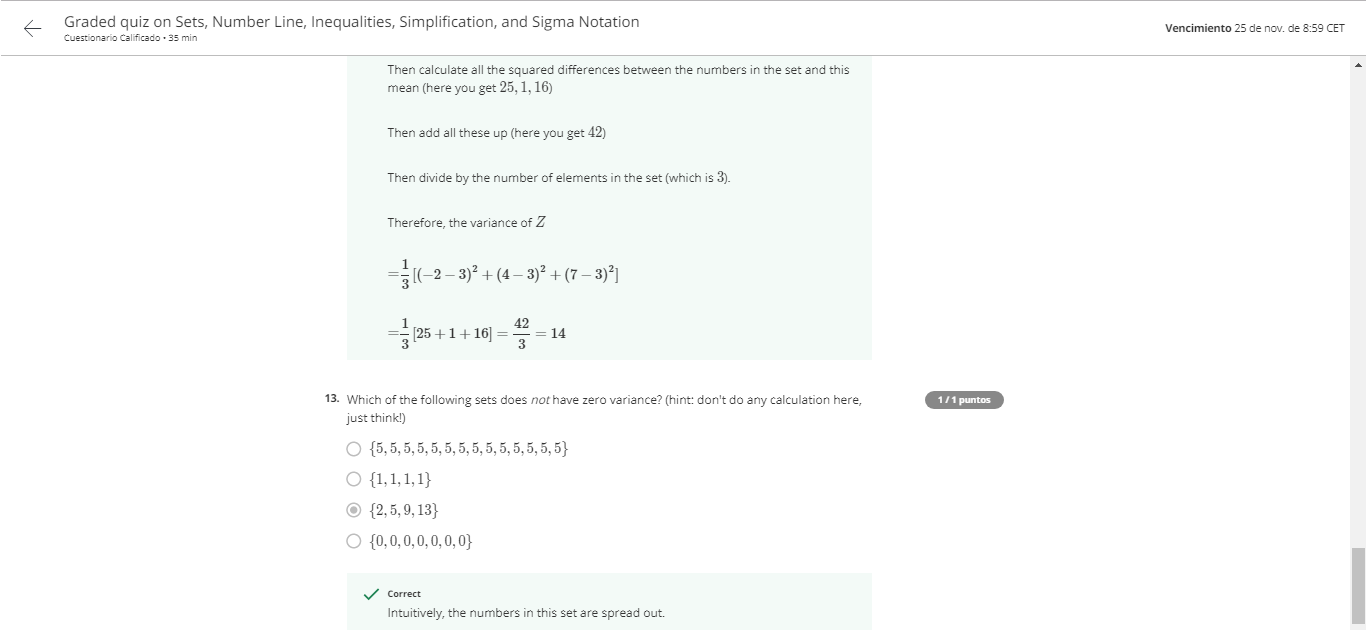 Graded quiz on Sets, Number Line, Inequalities, Simplification, and Sigma Notation
Cuestionario Calificado • 35 min
Vencimiento 25 de nov. de 8:59 CET
Then calculate all the squared differences between the numbers in the set and this
mean (here you get 25, 1, 16)
Then add all these up (here you get 42)
Then divide by the number of elements in the set (which is 3).
Therefore, the variance of Z
=1/3[(−2 − 3)² + (4 − 3)² + (7 − 3)²]
=1/3[25 + 1 + 16] = 42/3 = 14
13. Which of the following sets does not have zero variance? (hint: don't do any calculation here,
just think!)
1 / 1 puntos
{5, 5, 5, 5, 5, 5, 5, 5, 5, 5, 5, 5, 5, 5}
{1, 1, 1, 1}
{2, 5, 9, 13}
{0, 0, 0, 0, 0, 0, 0}
Correct
Intuitively, the numbers in this set are spread out.